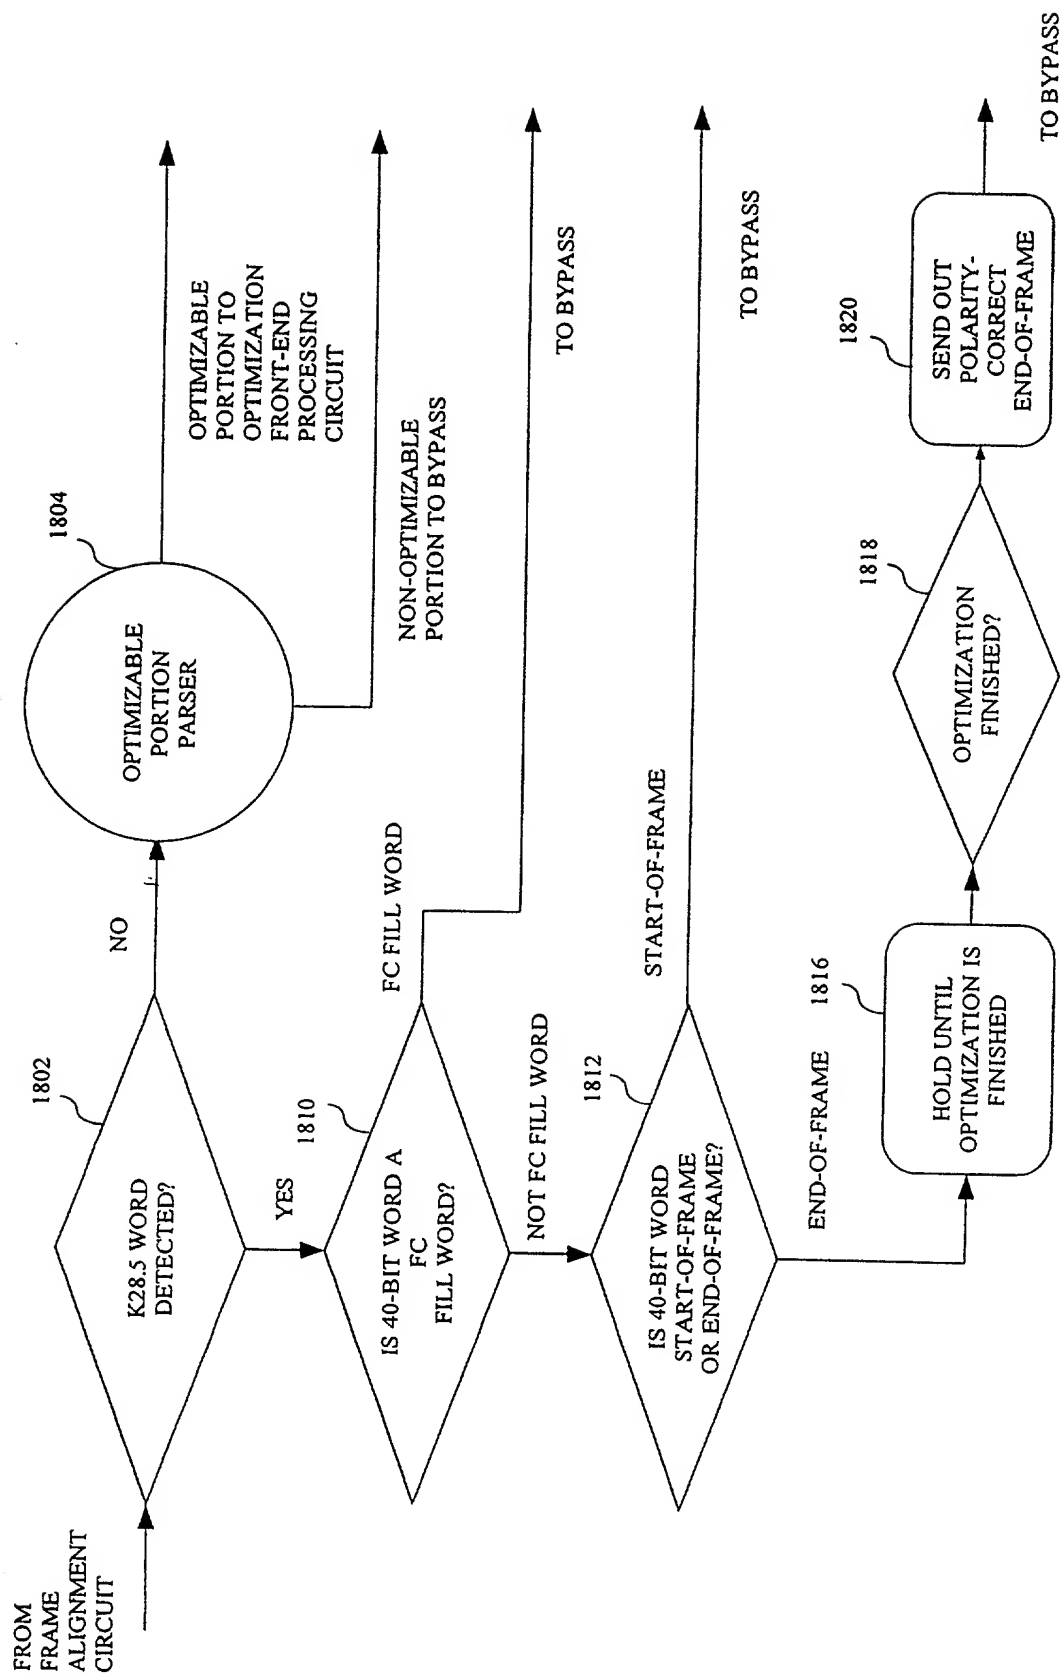 FROM
FRAME
ALIGNMENT
CIRCUIT
K28.5 WORD
DETECTED?
1802
NO
YES
OPTIMIZABLE
PORTION
PARSER
1804
OPTIMIZABLE
PORTION TO
OPTIMIZATION
FRONT-END
PROCESSING
CIRCUIT
NON-OPTIMIZABLE
PORTION TO BYPASS
IS 40-BIT WORD A
FC
FILL WORD?
1810
FC FILL WORD
TO BYPASS
NOT FC FILL WORD
IS 40-BIT WORD
START-OF-FRAME
OR END-OF-FRAME?
1812
START-OF-FRAME
TO BYPASS
END-OF-FRAME
HOLD UNTIL
OPTIMIZATION IS
FINISHED
1816
OPTIMIZATION
FINISHED?
1818
SEND OUT
POLARITY-
CORRECT
END-OF-FRAME
1820
TO BYPASS